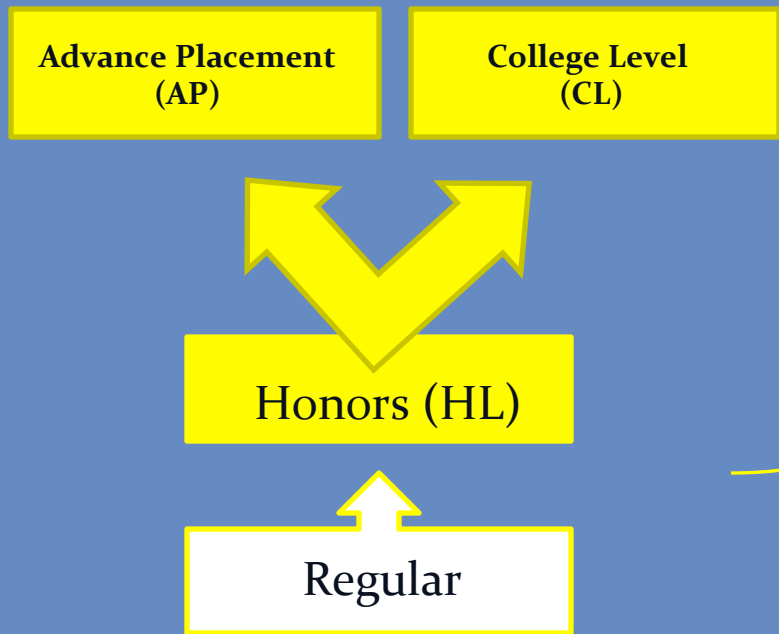 Advance Placement
(AP)
College Level
(CL)
Honors (HL)
Regular